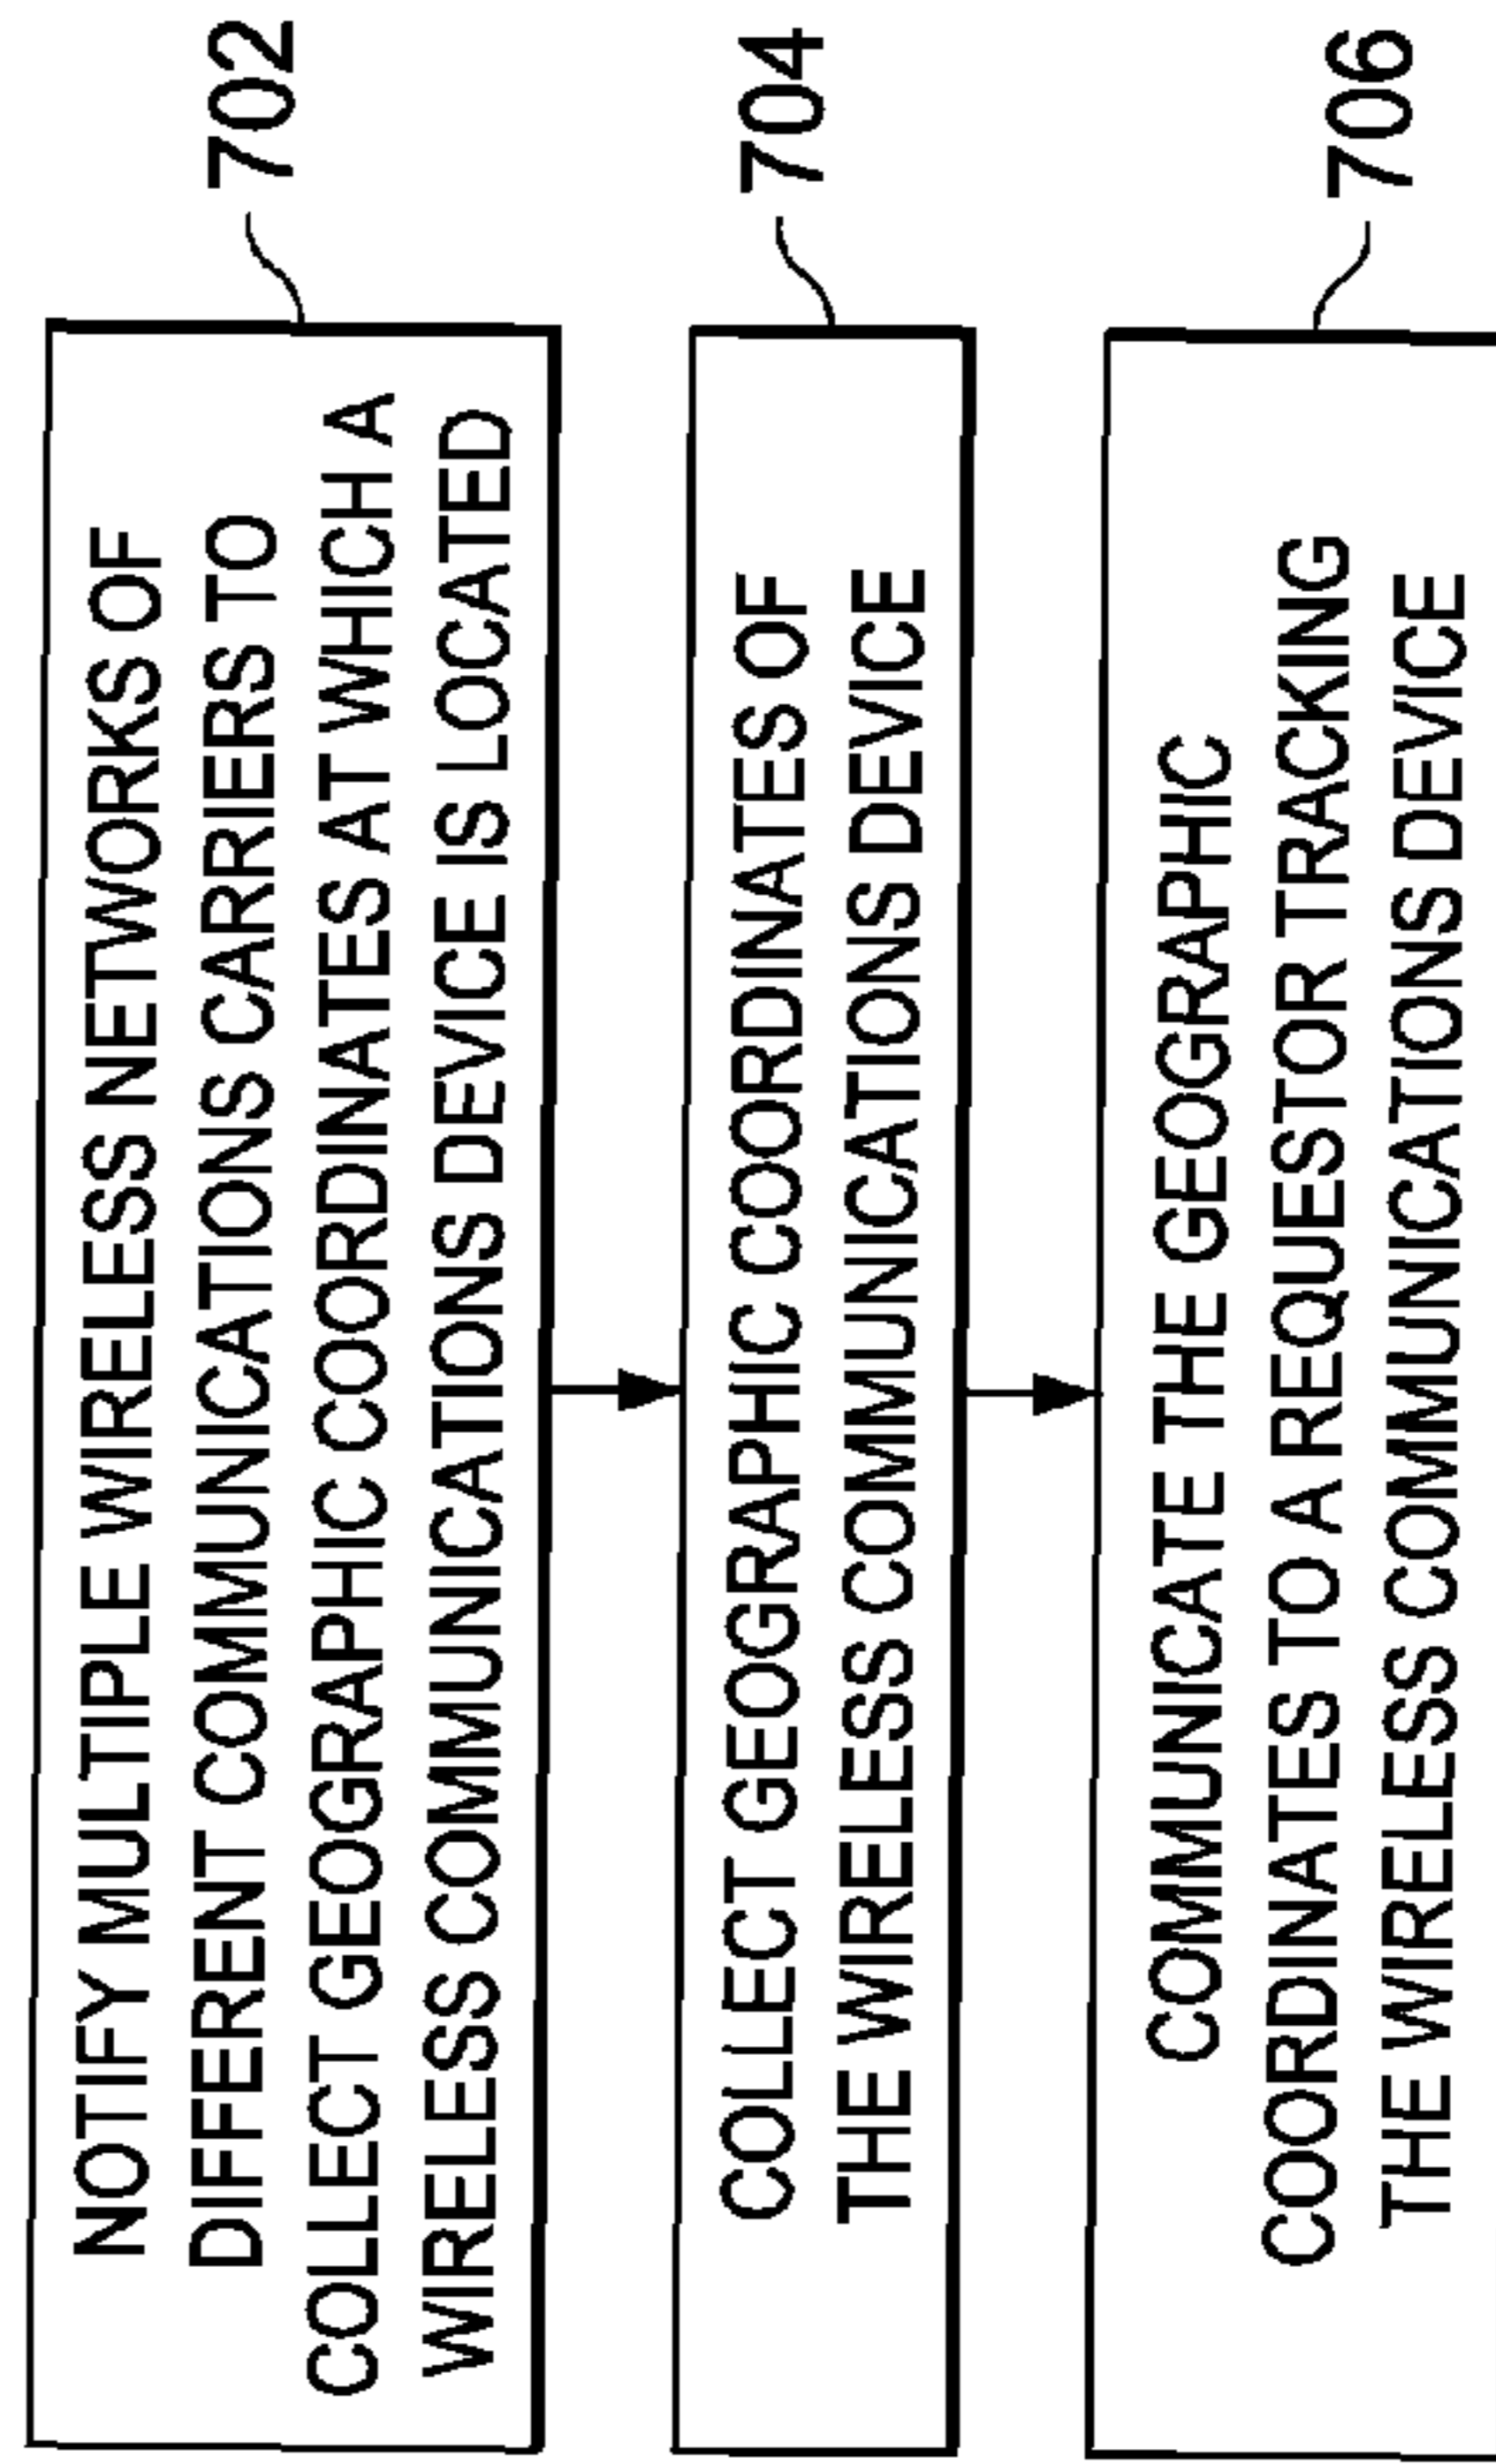 NOTIFY MULTIPLE WIRELESS NETWORKS OF
DIFFERENT COMMUNICATIONS CARRIERS TO
COLLECT GEOGRAPHIC COORDINATES AT WHICH A
WIRELESS COMMUNICATIONS DEVICE IS LOCATED
702
COLLECT GEOGRAPHIC COORDINATES OF
THE WIRELESS COMMUNICATIONS DEVICE
704
COMMUNICATE THE GEOGRAPHIC
COORDINATES TO A REQUESTOR TRACKING
THE WIRELESS COMMUNICATIONS DEVICE
706